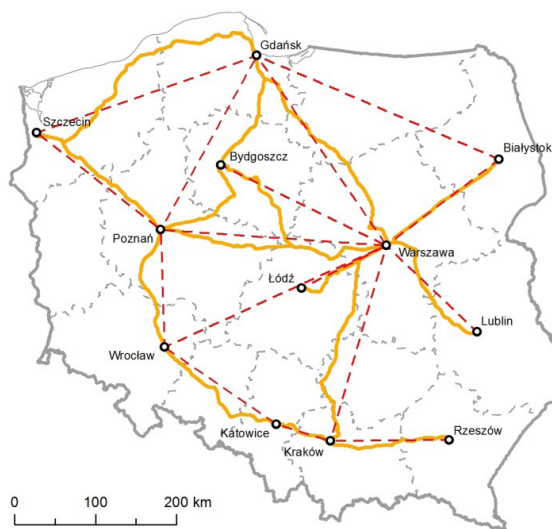 Gdańsk
Szczecin
Bydgoszcz
Białystok
Poznań
Warszawa
Łódź
Lublin
Wrocław
Katowice
Rzeszów
Kraków
0 100 200 km